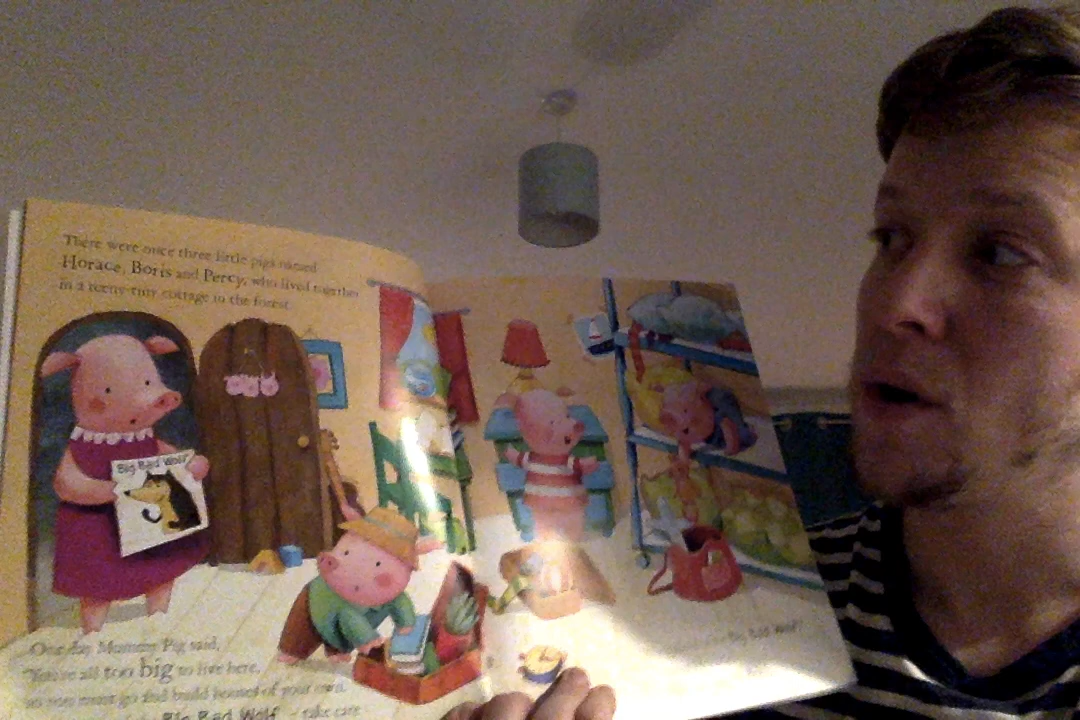 There were once three little pigs named
Horace, Boris and Percy, who lived together
in a teeny-tiny cottage in the forest.
Big Bad Wolf
One day Mummy Pig said,
"You're all too big to live here,
so you must go and build houses of your own.
Big Bad Wolf – take care
Big Bad Wolf!